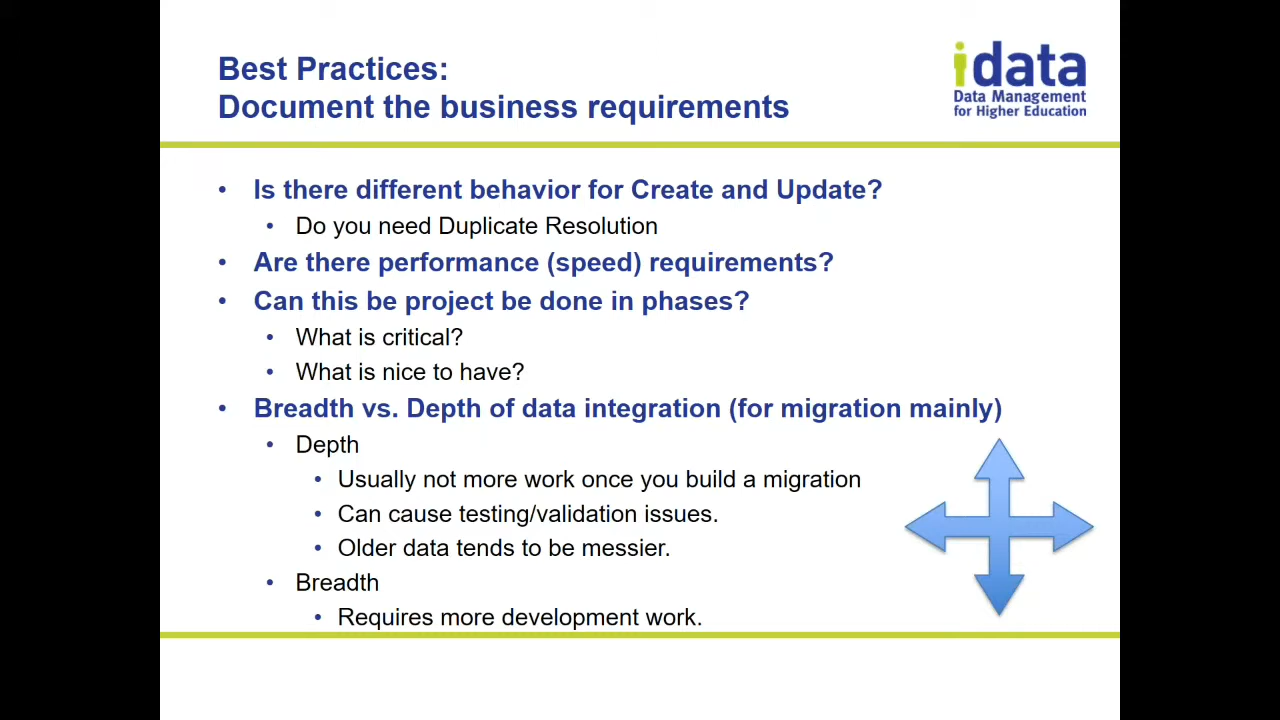 Best Practices:
Document the business requirements
idata
Data Management
for Higher Education
• Is there different behavior for Create and Update?
• Do you need Duplicate Resolution
• Are there performance (speed) requirements?
• Can this be project be done in phases?
• What is critical?
• What is nice to have?
• Breadth vs. Depth of data integration (for migration mainly)
• Depth
• Usually not more work once you build a migration
• Can cause testing/validation issues.
• Older data tends to be messier.
• Breadth
• Requires more development work.